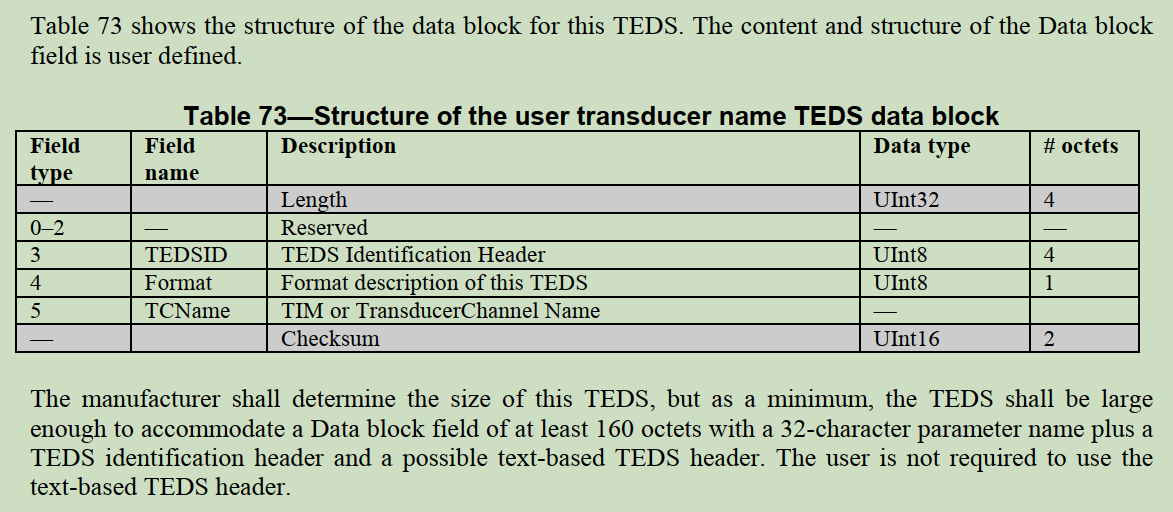 Table 73 shows the structure of the data block for this TEDS. The content and structure of the Data block
field is user defined.
Table 73—Structure of the user transducer name TEDS data block
Field type Field name Description Data type # octets
— Length UInt32 4
0–2 — Reserved — —
3 TEDSID TEDS Identification Header UInt8 4
4 Format Format description of this TEDS UInt8 1
5 TCName TIM or TransducerChannel Name —
— Checksum UInt16 2
The manufacturer shall determine the size of this TEDS, but as a minimum, the TEDS shall be large
enough to accommodate a Data block field of at least 160 octets with a 32-character parameter name plus a
TEDS identification header and a possible text-based TEDS header. The user is not required to use the
text-based TEDS header.